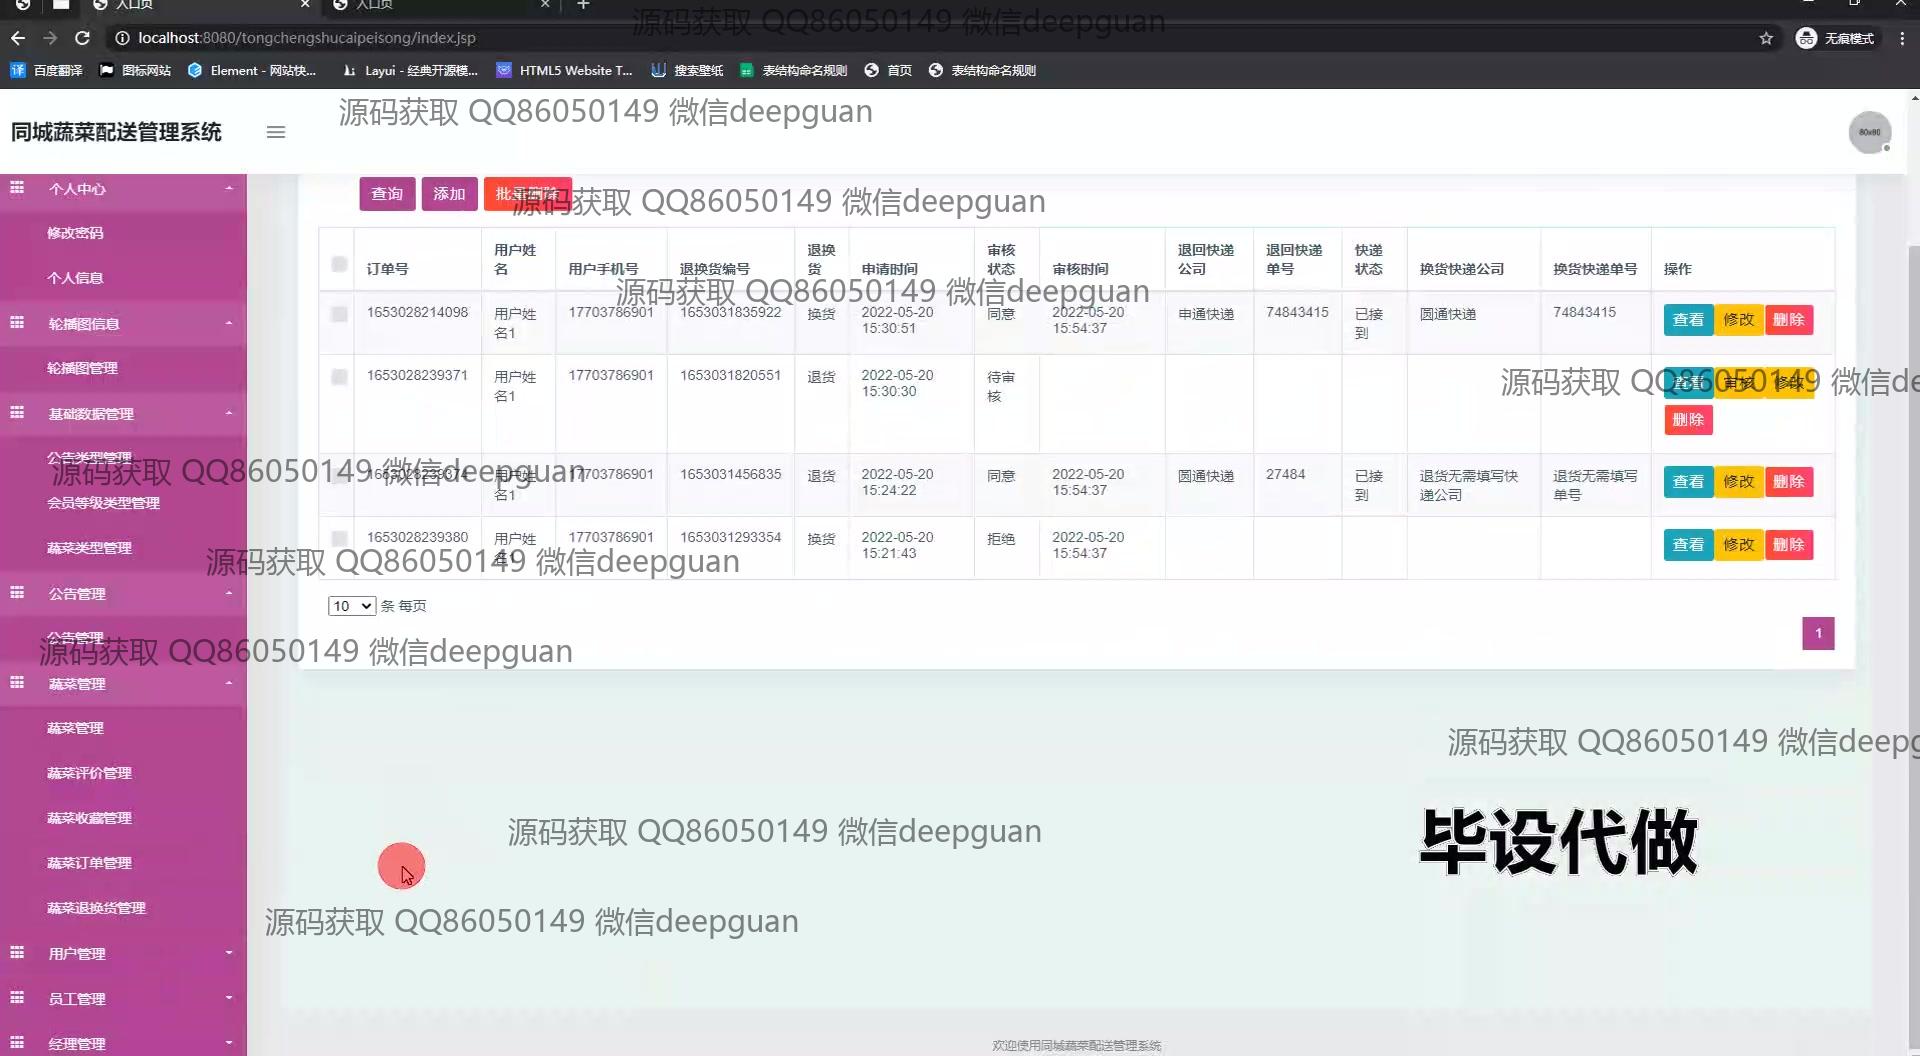 入口页
入口页
localhost:8080/tongchengshucaipeisong/index.jsp
无痕模式
源码获取 QQ86050149 微信deepguan
百度翻译 图标网站 Element - 网站快... Layui - 经典开源模... HTML5 Website T... 搜索壁纸 表结构命名规则 首页 表结构命名规则
同城蔬菜配送管理系统
源码获取 QQ86050149 微信deepguan
80x80
个人中心
修改密码
个人信息
轮播图信息
轮播图管理
基础数据管理
公告类型管理
会员等级类型管理
蔬菜类型管理
公告管理
公告管理
蔬菜管理
蔬菜管理
蔬菜评价管理
蔬菜收藏管理
蔬菜订单管理
蔬菜退换货管理
用户管理
员工管理
经理管理
查询 添加 批量删除
源码获取 QQ86050149 微信deepguan
订单号 用户姓名 用户手机号 退换货编号 退换货 申请时间 审核状态 审核时间 退回快递公司 退回快递单号 快递状态 换货快递公司 换货快递单号 操作
源码获取 QQ86050149 微信deepguan
1653028214098 用户姓名1 17703786901 1653031835922 换货 2022-05-20 15:30:51 同意 2022-05-20 15:54:37 申通快递 74843415 已接到 圆通快递 74843415 查看 修改 删除
1653028239371 用户姓名1 17703786901 1653031820551 退货 2022-05-20 15:30:30 待审核 查看 审核 修改 删除
源码获取 QQ86050149 微信de
1653028239374 用户姓名1 17703786901 1653031456835 退货 2022-05-20 15:24:22 同意 2022-05-20 15:54:37 圆通快递 27484 已接到 退货无需填写快递公司 退货无需填写单号 查看 修改 删除
源码获取 QQ86050149 微信deepguan
1653028239380 用户姓名1 17703786901 1653031293354 换货 2022-05-20 15:21:43 拒绝 2022-05-20 15:54:37 查看 修改 删除
源码获取 QQ86050149 微信deepguan
10 条 每页
1
源码获取 QQ86050149 微信deepguan
源码获取 QQ86050149 微信deepg
源码获取 QQ86050149 微信deepguan
毕设代做
源码获取 QQ86050149 微信deepguan
欢迎使用同城蔬菜配送管理系统